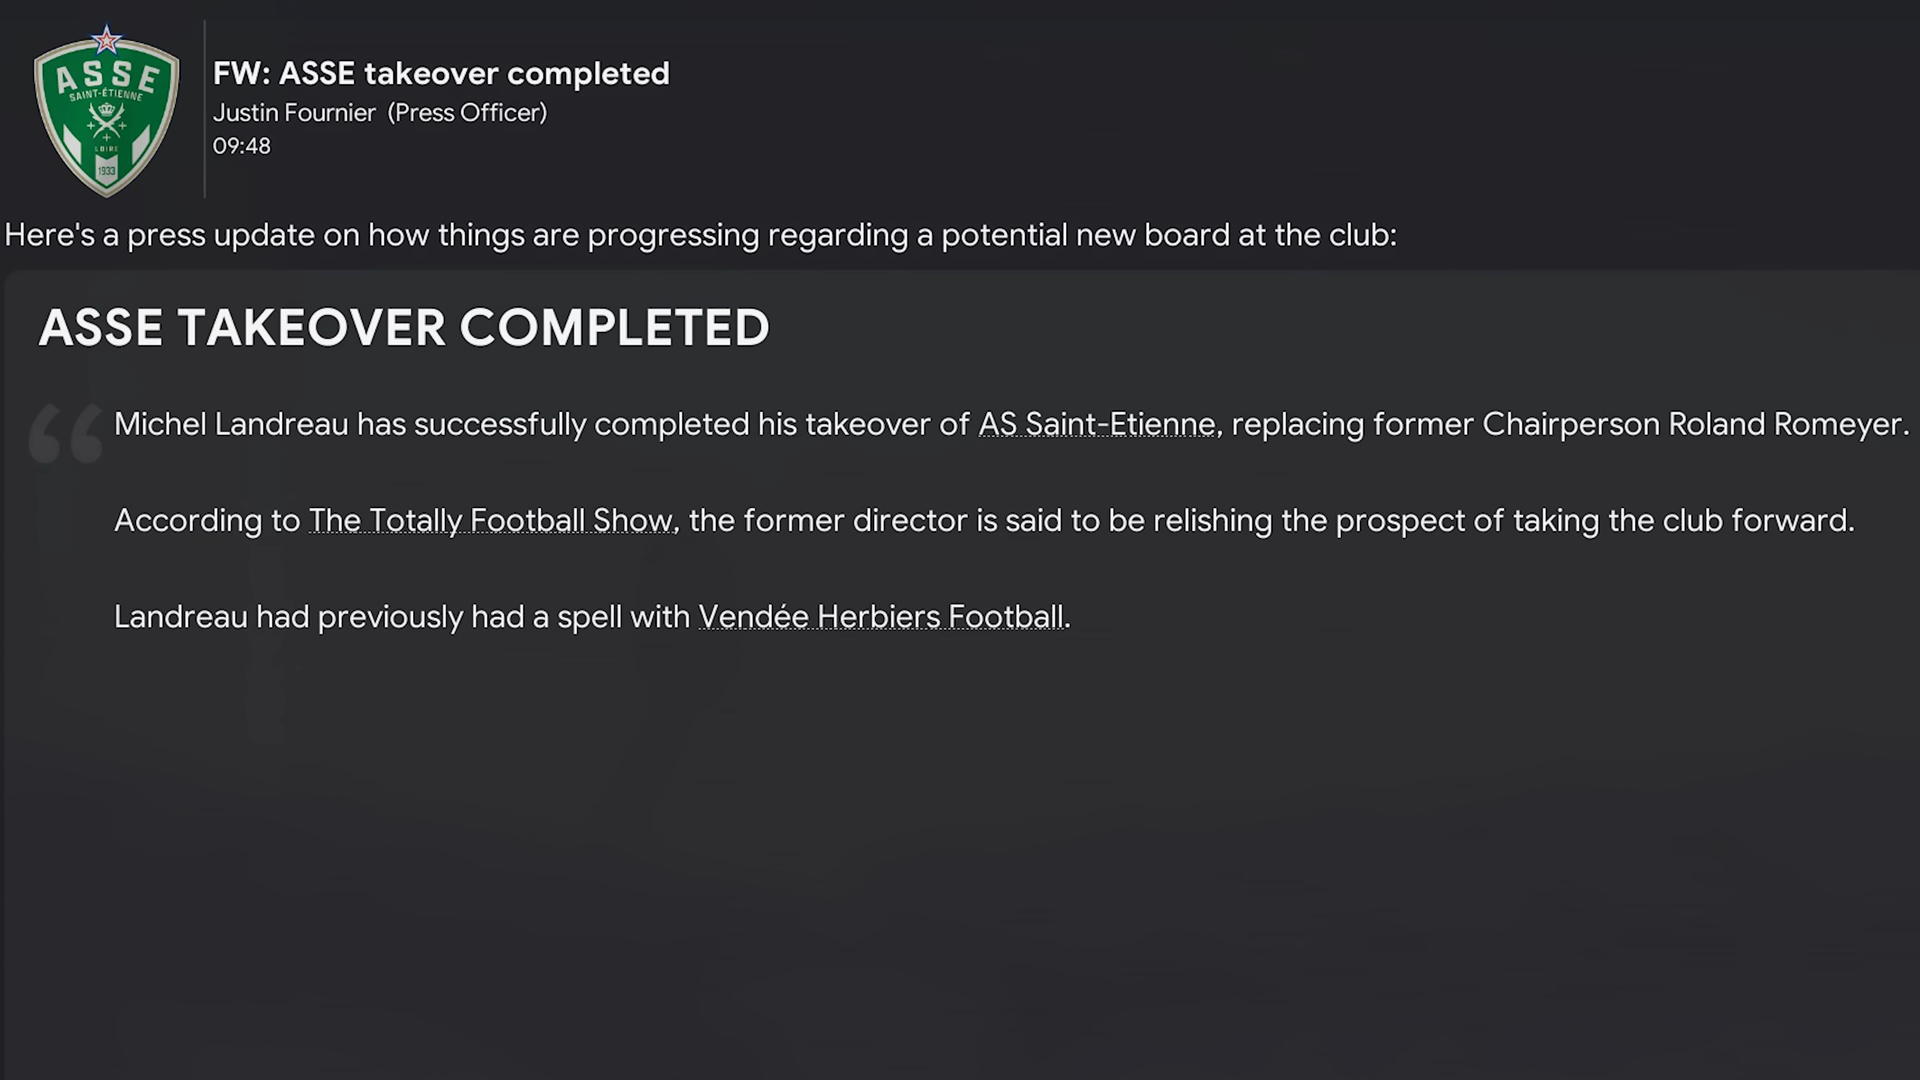 ASSE
SAINT-ÉTIENNE
LOIRE
1933
FW: ASSE takeover completed
Justin Fournier (Press Officer)
09:48
Here's a press update on how things are progressing regarding a potential new board at the club:
ASSE TAKEOVER COMPLETED
Michel Landreau has successfully completed his takeover of AS Saint-Etienne, replacing former Chairperson Roland Romeyer.
According to The Totally Football Show, the former director is said to be relishing the prospect of taking the club forward.
Landreau had previously had a spell with Vendée Herbiers Football.